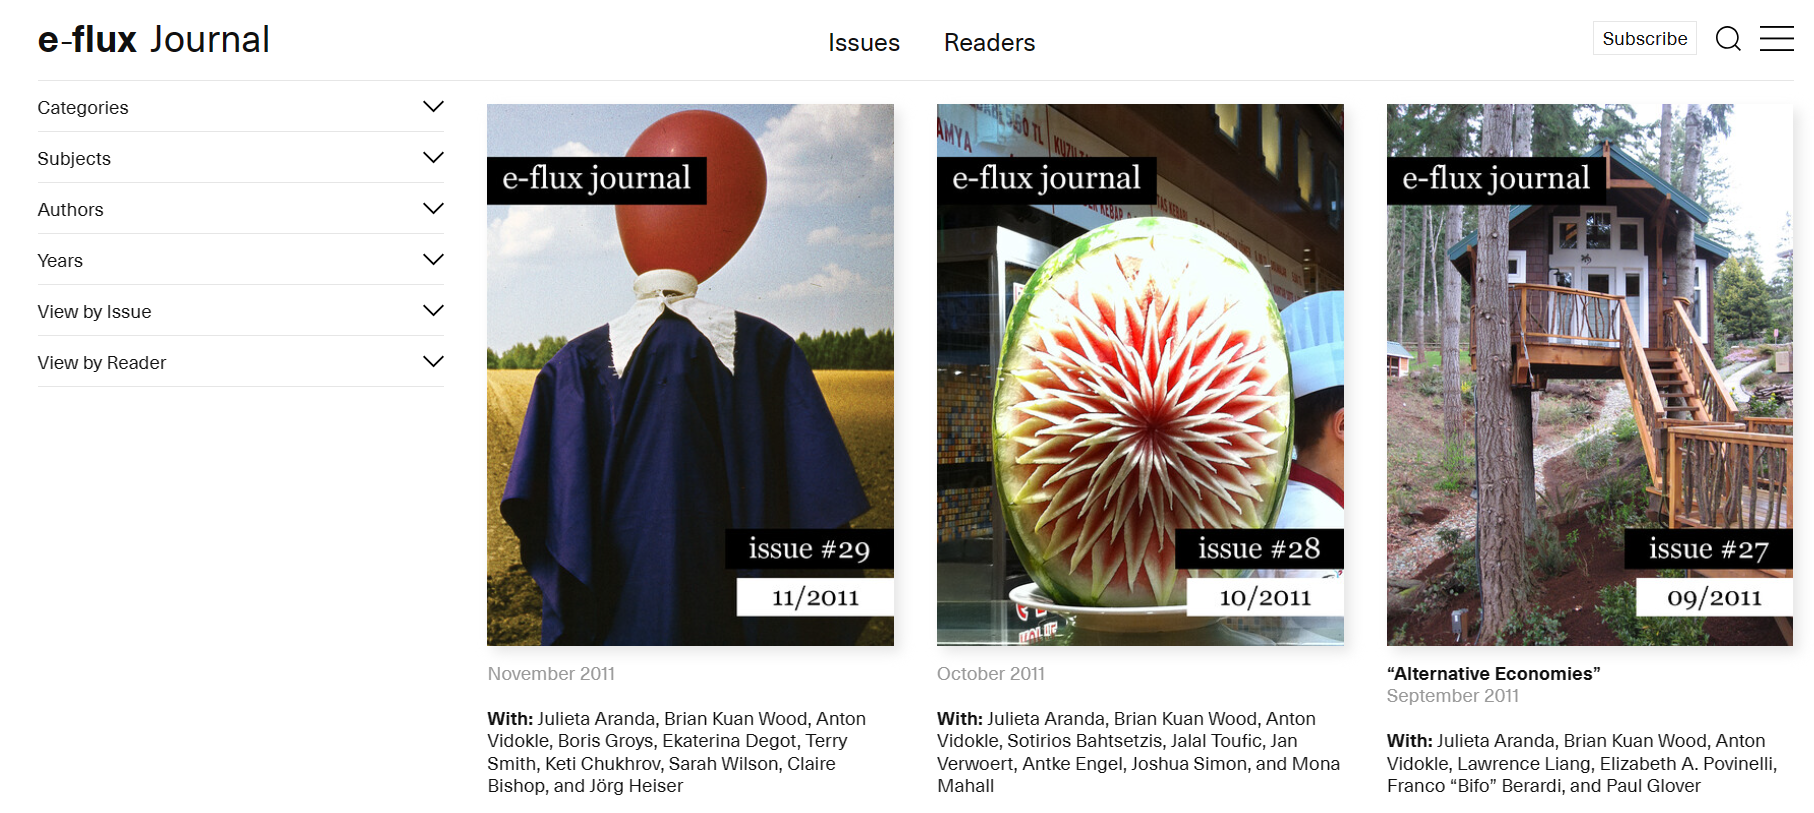 e-flux Journal
Issues
Readers
Subscribe
Categories
Subjects
Authors
Years
View by Issue
View by Reader
e-flux journal
issue #29
11/2011
November 2011
With: Julieta Aranda, Brian Kuan Wood, Anton
Vidokle, Boris Groys, Ekaterina Degot, Terry
Smith, Keti Chukhrov, Sarah Wilson, Claire
Bishop, and Jörg Heiser
AMYA
TL
e-flux journal
KEBAP
issue #28
10/2011
October 2011
With: Julieta Aranda, Brian Kuan Wood, Anton
Vidokle, Sotirios Bahtsetzis, Jalal Toufic, Jan
Verwoert, Antke Engel, Joshua Simon, and Mona
Mahall
e-flux journal
issue #27
09/2011
“Alternative Economies”
September 2011
With: Julieta Aranda, Brian Kuan Wood, Anton
Vidokle, Lawrence Liang, Elizabeth A. Povinelli,
Franco “Bifo” Berardi, and Paul Glover